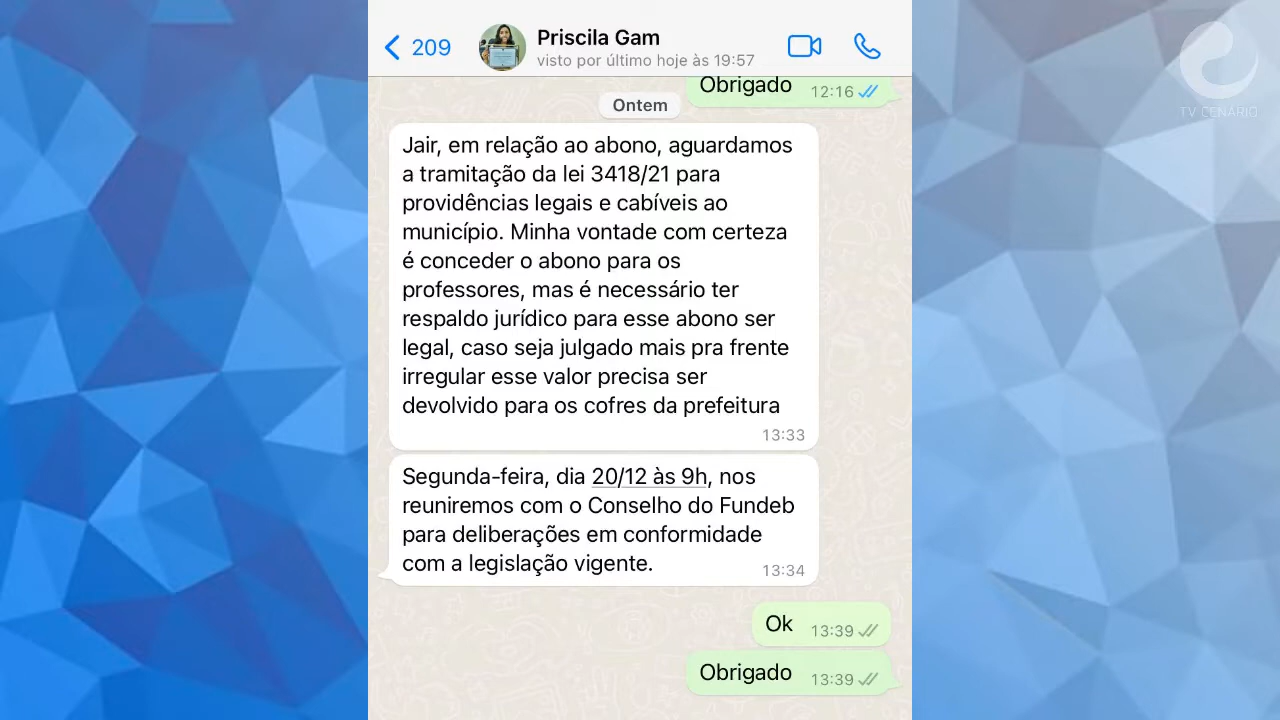 209
Priscila Gam
visto por último hoje às 19:57
TV CENÁRIO
Obrigado 12:16
Ontem
Jair, em relação ao abono, aguardamos
a tramitação da lei 3418/21 para
providências legais e cabíveis ao
município. Minha vontade com certeza
é conceder o abono para os
professores, mas é necessário ter
respaldo jurídico para esse abono ser
legal, caso seja julgado mais pra frente
irregular esse valor precisa ser
devolvido para os cofres da prefeitura
13:33
Segunda-feira, dia 20/12 às 9h, nos
reuniremos com o Conselho do Fundeb
para deliberações em conformidade
com a legislação vigente. 13:34
Ok 13:39
Obrigado 13:39